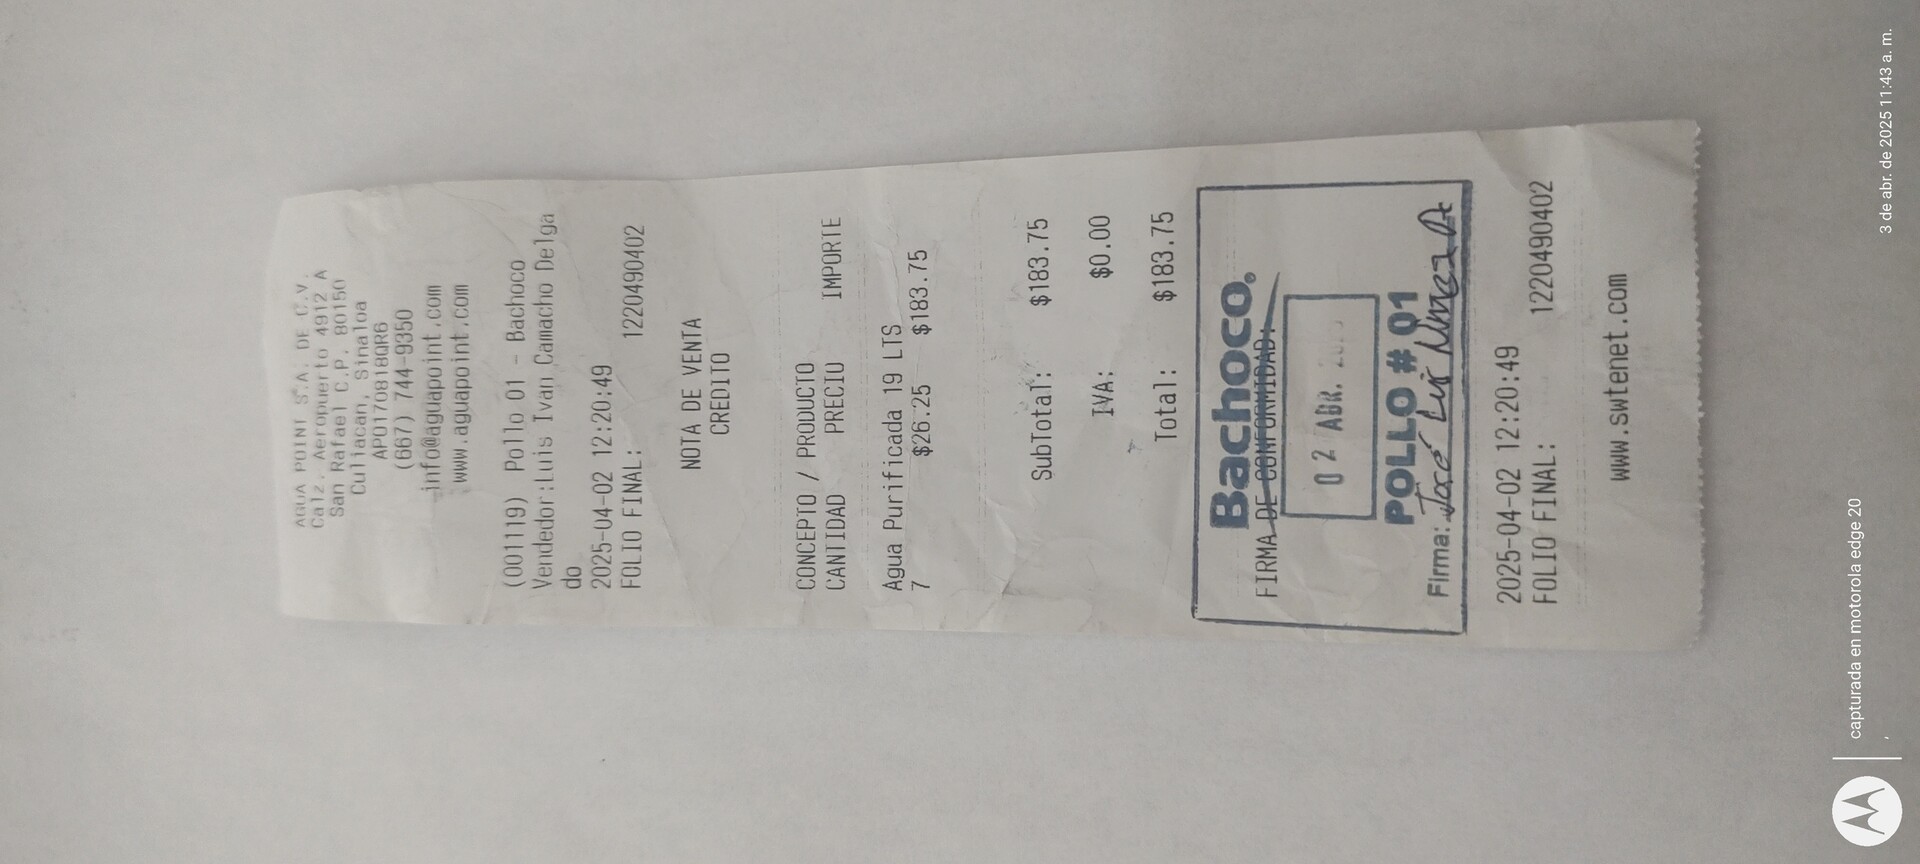 AGUA POINT S.A. DE C.V.
Calz. Aeropuerto 4912 A
San Rafael C.P. 80150
Culiacan, Sinaloa
APO170818QR6
(667) 744-9350
info@aguapoint.com
www.aguapoint.com
(001119) Pollo 01 - Bachoco
Vendedor:Luis Ivan Camacho Delga
do
2025-04-02 12:20:49
FOLIO FINAL: 1220490402
NOTA DE VENTA
CREDITO
CONCEPTO / PRODUCTO
CANTIDAD PRECIO IMPORTE
Agua Purificada 19 LTS
7 $26.25 $183.75
SubTotal: $183.75
IVA: $0.00
Total: $183.75
Bachoco®
FIRMA DE CONFORMIDAD:
02 ABR.
POLLO # 01
Firma: José Luis
2025-04-02 12:20:49
FOLIO FINAL: 1220490402
www.swtenet.com
capturada en motorola edge 20
3 de abr. de 2025 11:43 a. m.